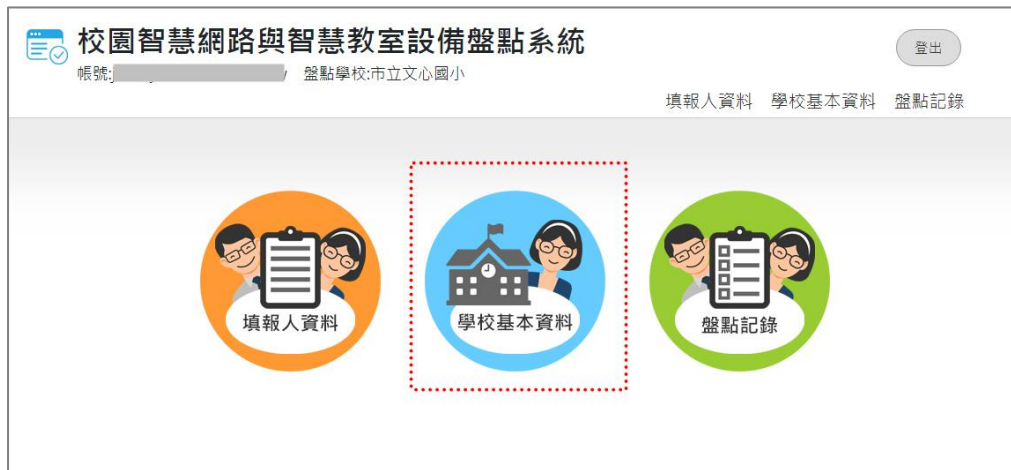 校園智慧網路與智慧教室設備盤點系統
登出
帳號: 盤點學校:市立文心國小
填報人資料 學校基本資料 盤點記錄
填報人資料
學校基本資料
盤點記錄